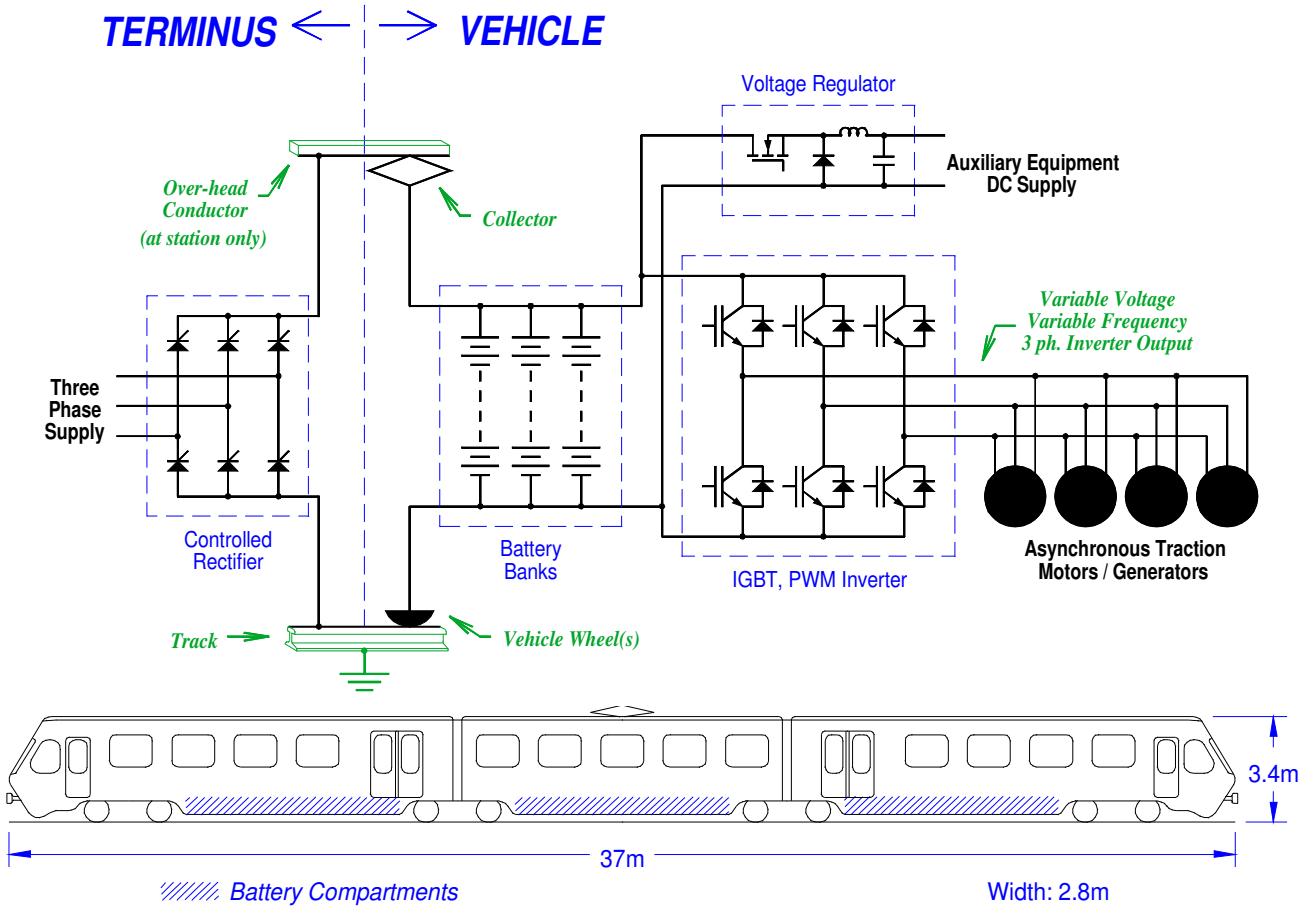 TERMINUS
VEHICLE
Voltage Regulator
Auxiliary Equipment
DC Supply
Over-head
Conductor
(at station only)
Collector
Variable Voltage
Variable Frequency
3 ph. Inverter Output
Three
Phase
Supply
Controlled
Rectifier
Battery
Banks
IGBT, PWM Inverter
Asynchronous Traction
Motors / Generators
Track
Vehicle Wheel(s)
3.4m
37m
Battery Compartments
Width: 2.8m